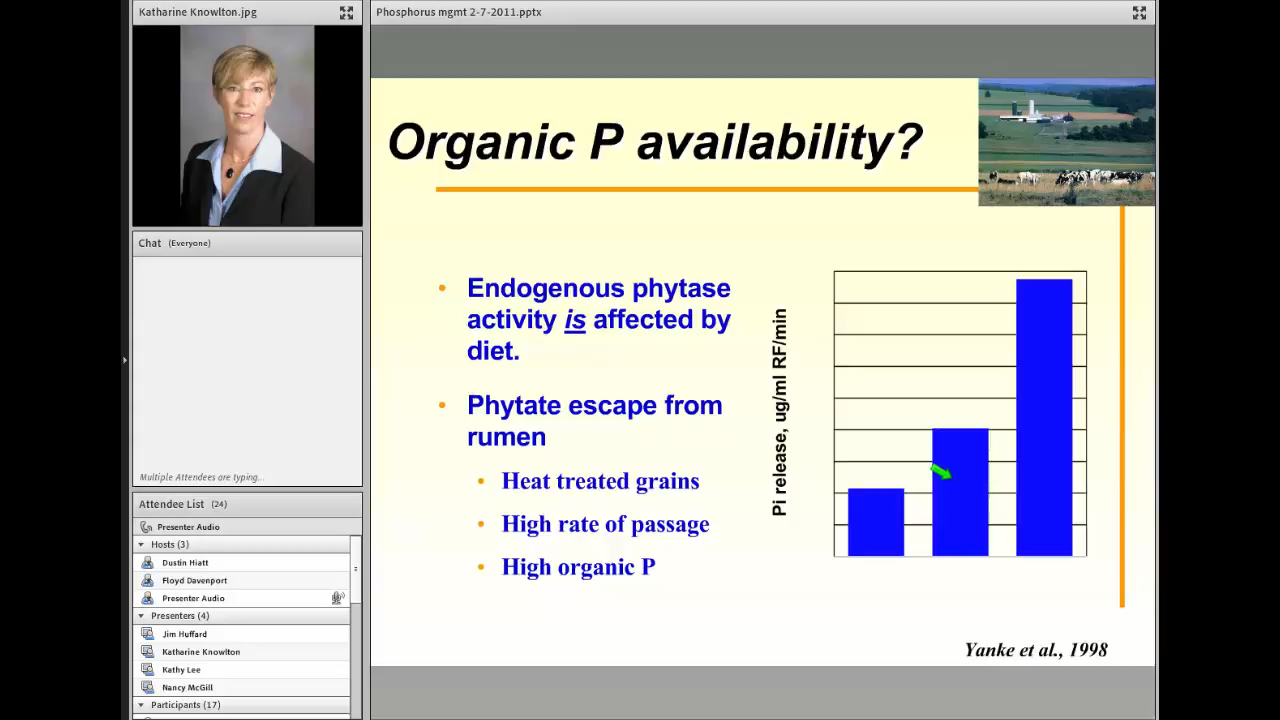 Katharine Knowlton.jpg
Phosphorus mgmt 2-7-2011.pptx
Organic P availability?
• Endogenous phytase
activity is affected by
diet.
• Phytate escape from
rumen
• Heat treated grains
• High rate of passage
• High organic P
Pi release, ug/ml RF/min
Yanke et al., 1998
Chat (Everyone)
Multiple Attendees are typing...
Attendee List (24)
Presenter Audio
Hosts (3)
Dustin Hiatt
Floyd Davenport
Presenter Audio
Presenters (4)
Jim Huffard
Katharine Knowlton
Kathy Lee
Nancy McGill
Participants (17)